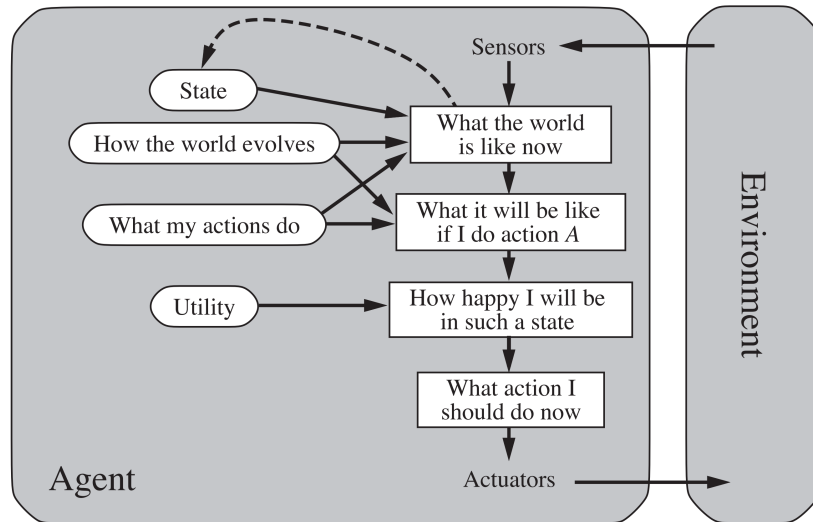 Sensors
State
What the world
is like now
How the world evolves
What my actions do
What it will be like
if I do action A
Utility
How happy I will be
in such a state
What action I
should do now
Agent
Actuators
Environment